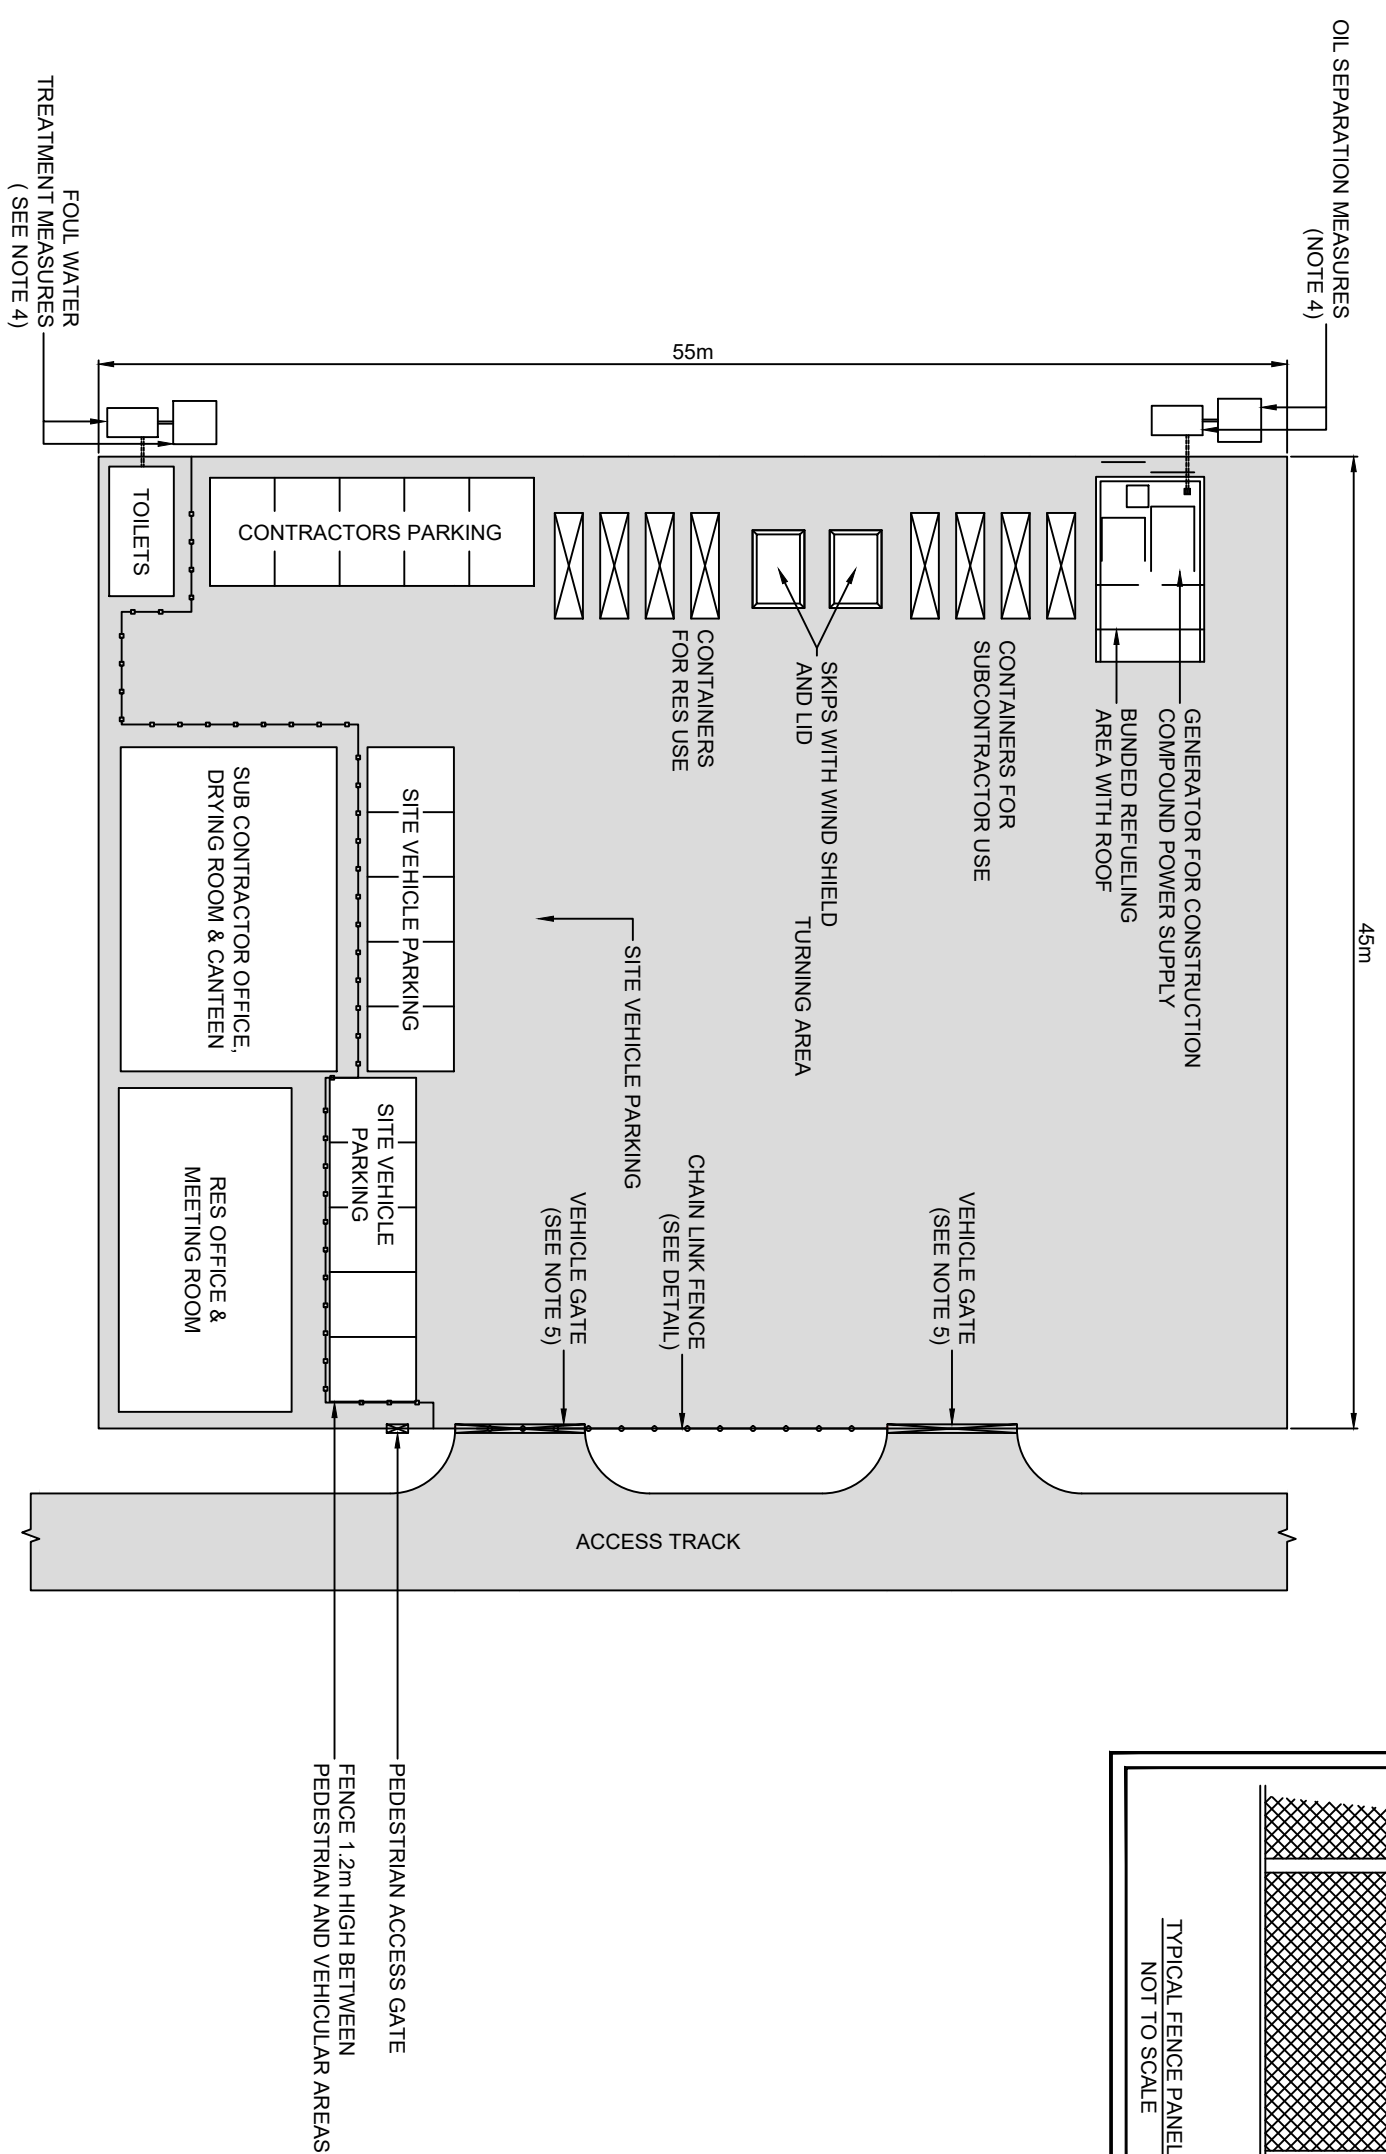 OIL SEPARATION MEASURES
(NOTE 4)
FOUL WATER
TREATMENT MEASURES
( SEE NOTE 4)
55m
45m
TOILETS
CONTRACTORS PARKING
CONTAINERS
FOR RES USE
SKIPS WITH WIND SHIELD
AND LID
CONTAINERS FOR
SUBCONTRACTOR USE
GENERATOR FOR CONSTRUCTION
COMPOUND POWER SUPPLY
BUNDED REFUELING
AREA WITH ROOF
TURNING AREA
SITE VEHICLE PARKING
SITE VEHICLE PARKING
SUB CONTRACTOR OFFICE,
DRYING ROOM & CANTEEN
SITE VEHICLE
PARKING
RES OFFICE &
MEETING ROOM
VEHICLE GATE
(SEE NOTE 5)
CHAIN LINK FENCE
(SEE DETAIL)
VEHICLE GATE
(SEE NOTE 5)
ACCESS TRACK
PEDESTRIAN ACCESS GATE
FENCE 1.2m HIGH BETWEEN
PEDESTRIAN AND VEHICULAR AREAS
TYPICAL FENCE PANEL
NOT TO SCALE